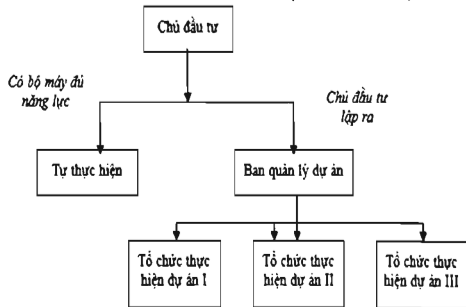 Chủ đầu tư
Có bộ máy đủ
năng lực
Chủ đầu tư
lập ra
Tự thực hiện
Ban quản lý dự án
Tổ chức thực
hiện dự án I
Tổ chức thực
hiện dự án II
Tổ chức thực
hiện dự án III